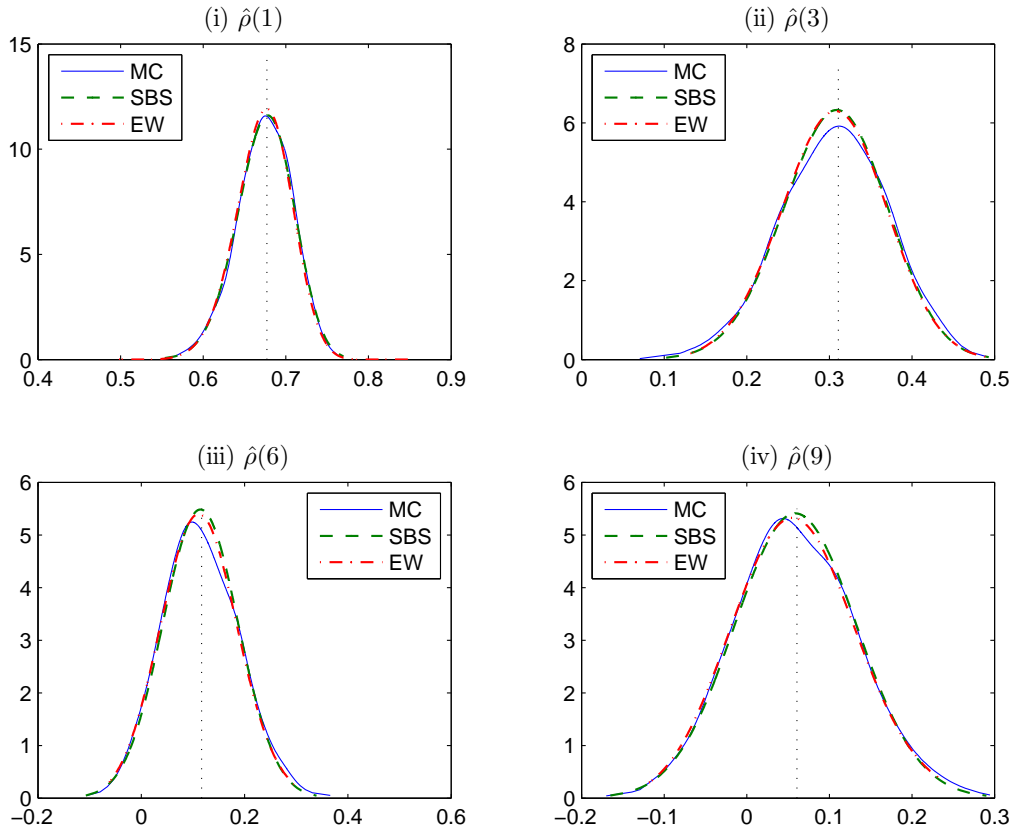 (i) ρ̂(1)
15
10
5
0
0.4 0.5 0.6 0.7 0.8 0.9
MC
SBS
EW
(ii) ρ̂(3)
8
6
4
2
0
0 0.1 0.2 0.3 0.4 0.5
MC
SBS
EW
(iii) ρ̂(6)
6
5
4
3
2
1
0
−0.2 0 0.2 0.4 0.6
MC
SBS
EW
(iv) ρ̂(9)
6
5
4
3
2
1
0
−0.2 −0.1 0 0.1 0.2 0.3
MC
SBS
EW